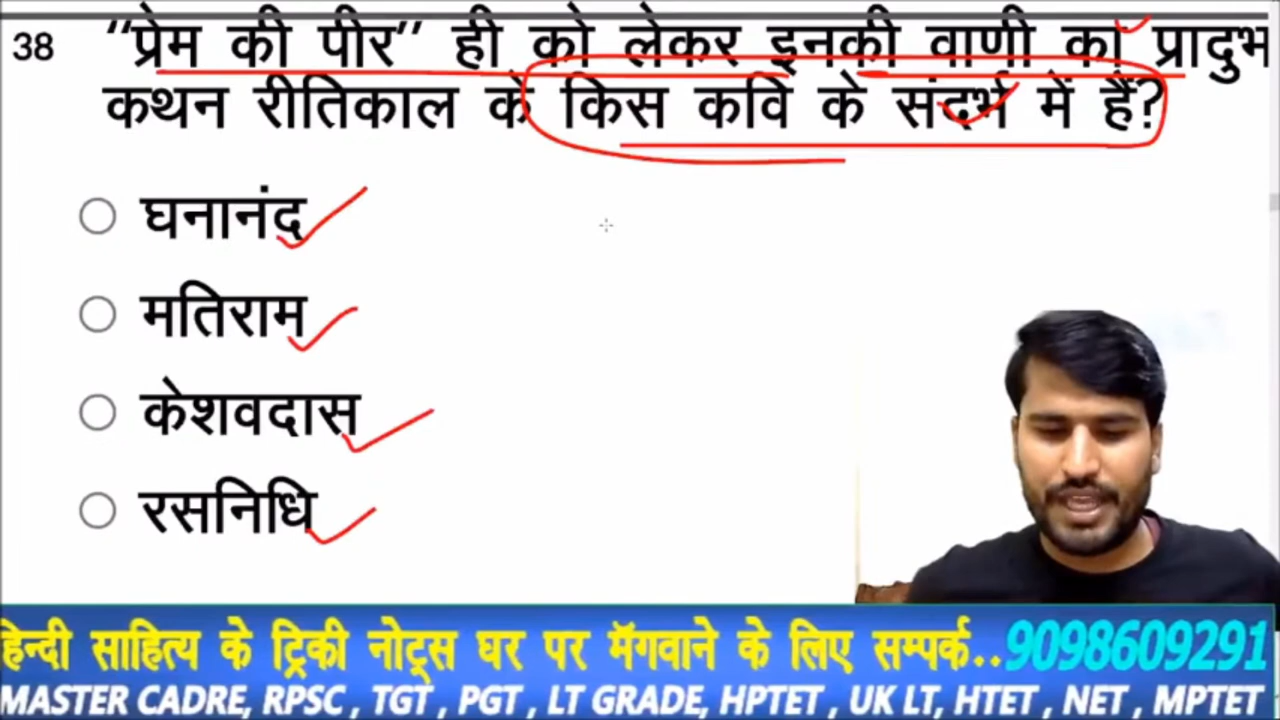 38 “प्रेम की पीर” ही को लेकर इनकी वाणी का प्रादुर्भ
कथन रीतिकाल के किस कवि के संदर्भ में हैं?
घनानंद
मतिराम
केशवदास
रसनिधि
हिन्दी साहित्य के ट्रिकी नोट्स घर पर मॅगवाने के लिए सम्पर्क..9098609291
MASTER CADRE, RPSC , TGT , PGT , LT GRADE, HPTET , UK LT, HTET , NET , MPTET